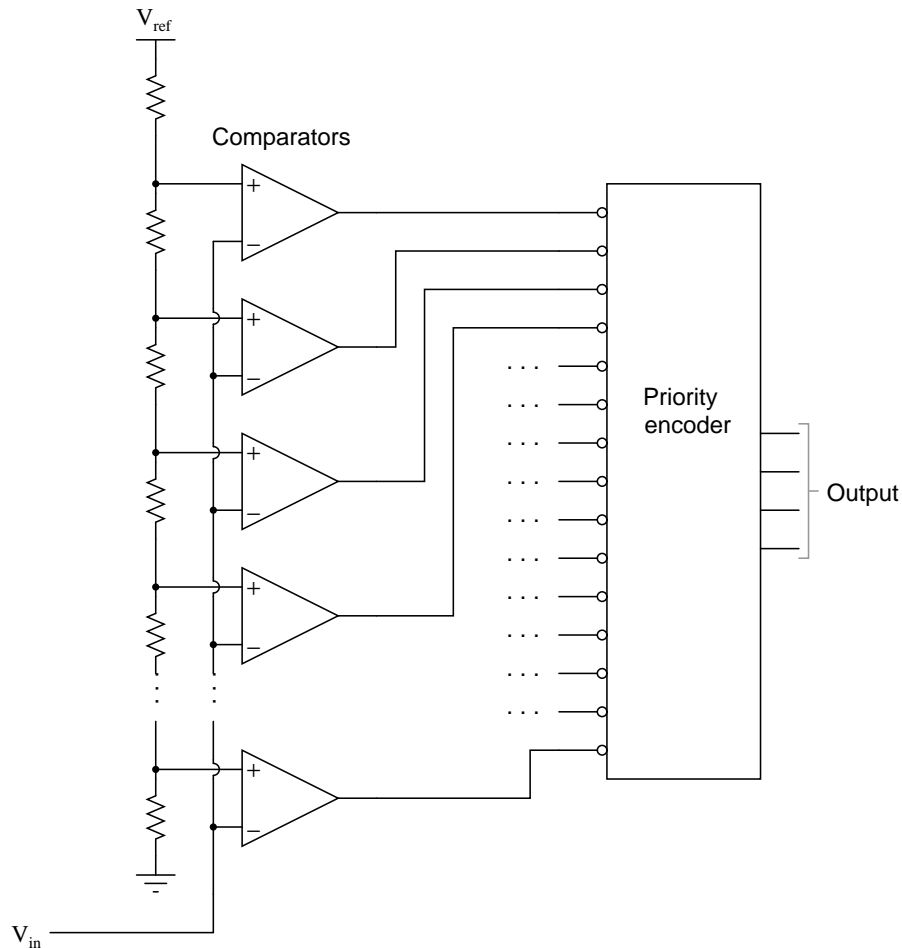 Vref
Comparators
+
−
+
−
+
−
+
−
. . .
. . .
. . .
. . .
. . .
. . .
. . .
. . .
. . .
. . .
Priority
encoder
Output
. . .
. . .
+
−
Vin